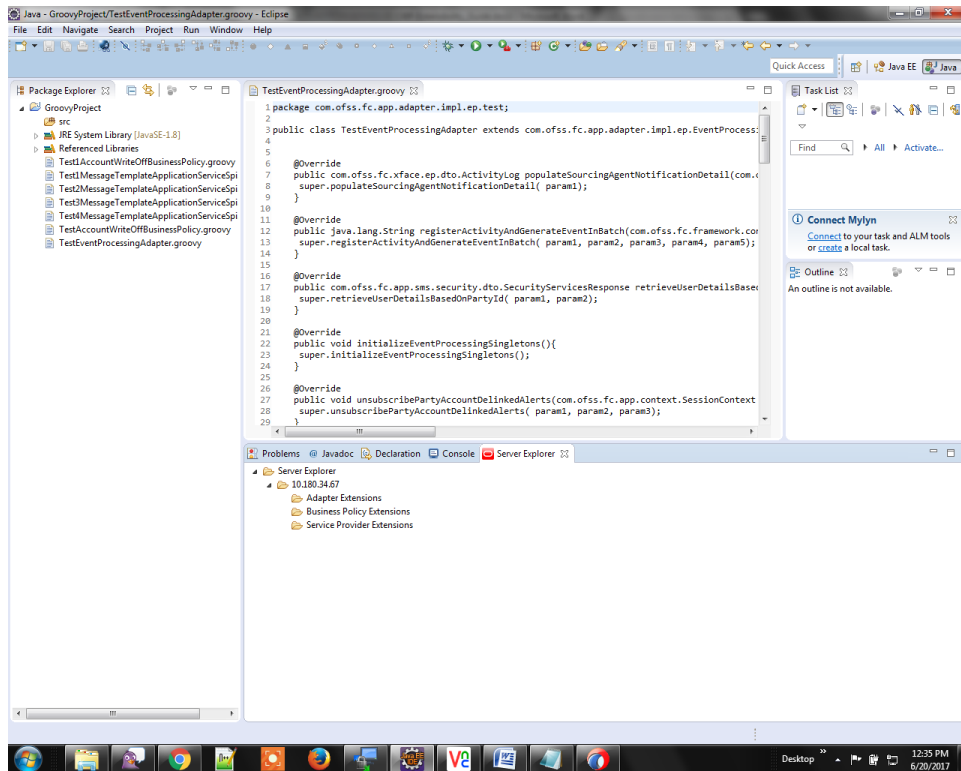 Java - GroovyProject/TestEventProcessingAdapter.groovy - Eclipse
File Edit Navigate Search Project Run Window Help
Quick Access
Java EE
Java
Package Explorer
GroovyProject
src
JRE System Library [JavaSE-1.8]
Referenced Libraries
Test1AccountWriteOffBusinessPolicy.groovy
Test1MessageTemplateApplicationServiceSpi
Test2MessageTemplateApplicationServiceSpi
Test3MessageTemplateApplicationServiceSpi
Test4MessageTemplateApplicationServiceSpi
TestAccountWriteOffBusinessPolicy.groovy
TestEventProcessingAdapter.groovy
TestEventProcessingAdapter.groovy
1 package com.ofss.fc.app.adapter.impl.ep.test;
2
3 public class TestEventProcessingAdapter extends com.ofss.fc.app.adapter.impl.ep.EventProcessi
4
5
6 @Override
7 public com.ofss.fc.xface.ep.dto.ActivityLog populateSourcingAgentNotificationDetail(com.o
8 super.populateSourcingAgentNotificationDetail( param1);
9 }
10
11 @Override
12 public java.lang.String registerActivityAndGenerateEventInBatch(com.ofss.fc.framework.con
13 super.registerActivityAndGenerateEventInBatch( param1, param2, param3, param4, param5);
14 }
15
16 @Override
17 public com.ofss.fc.app.sms.security.dto.SecurityServicesResponse retrieveUserDetailsBased
18 super.retrieveUserDetailsBasedOnPartyId( param1, param2);
19 }
20
21 @Override
22 public void initializeEventProcessingSingletons(){
23 super.initializeEventProcessingSingletons();
24 }
25
26 @Override
27 public void unsubscribePartyAccountDelinkedAlerts(com.ofss.fc.app.context.SessionContext
28 super.unsubscribePartyAccountDelinkedAlerts( param1, param2, param3);
29 }
Task List
Find All Activate...
Connect Mylyn
Connect to your task and ALM tools
or create a local task.
Outline
An outline is not available.
Problems @ Javadoc Declaration Console Server Explorer
Server Explorer
10.180.34.67
Adapter Extensions
Business Policy Extensions
Service Provider Extensions
Java EE
IDE
Desktop
12:35 PM
6/20/2017